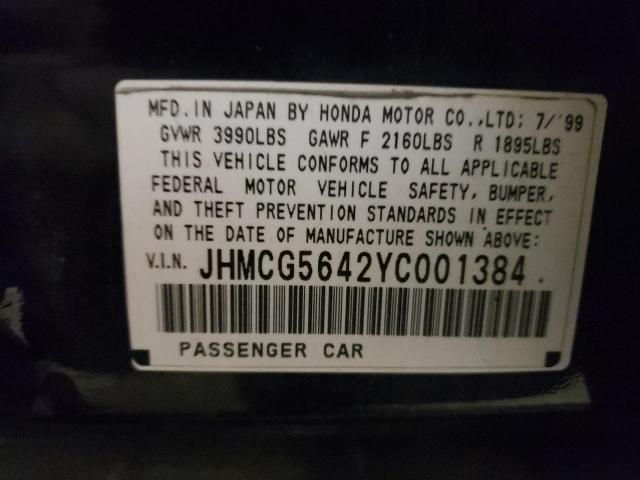 MFD. IN JAPAN BY HONDA MOTOR CO.,LTD; 7/'99
GVWR 3990LBS GAWR F 2160LBS R 1895LBS
THIS VEHICLE CONFORMS TO ALL APPLICABLE
FEDERAL MOTOR VEHICLE SAFETY, BUMPER,
AND THEFT PREVENTION STANDARDS IN EFFECT
ON THE DATE OF MANUFACTURE SHOWN ABOVE:
V.I.N. JHMCG5642YC001384.
PASSENGER CAR